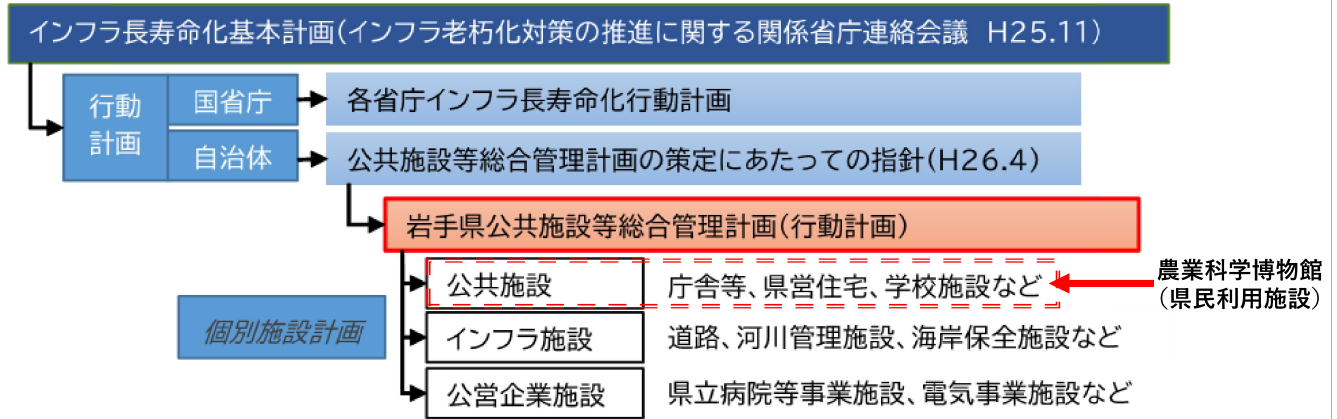 インフラ長寿命化基本計画(インフラ老朽化対策の推進に関する関係省庁連絡会議 H25.11)
行動
計画
国省庁
各省庁インフラ長寿命化行動計画
自治体
公共施設等総合管理計画の策定にあたっての指針(H26.4)
岩手県公共施設等総合管理計画(行動計画)
個別施設計画
公共施設
庁舎等、県営住宅、学校施設など
農業科学博物館
(県民利用施設)
インフラ施設
道路、河川管理施設、海岸保全施設など
公営企業施設
県立病院等事業施設、電気事業施設など